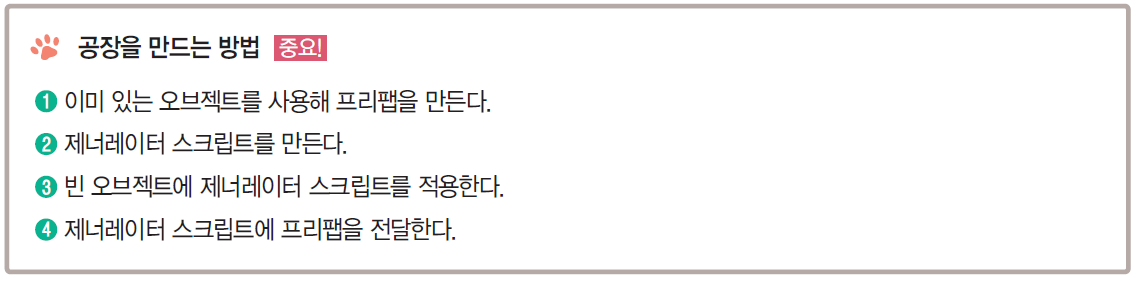 공장을 만드는 방법 중요!
1 이미 있는 오브젝트를 사용해 프리팹을 만든다.
2 제너레이터 스크립트를 만든다.
3 빈 오브젝트에 제너레이터 스크립트를 적용한다.
4 제너레이터 스크립트에 프리팹을 전달한다.